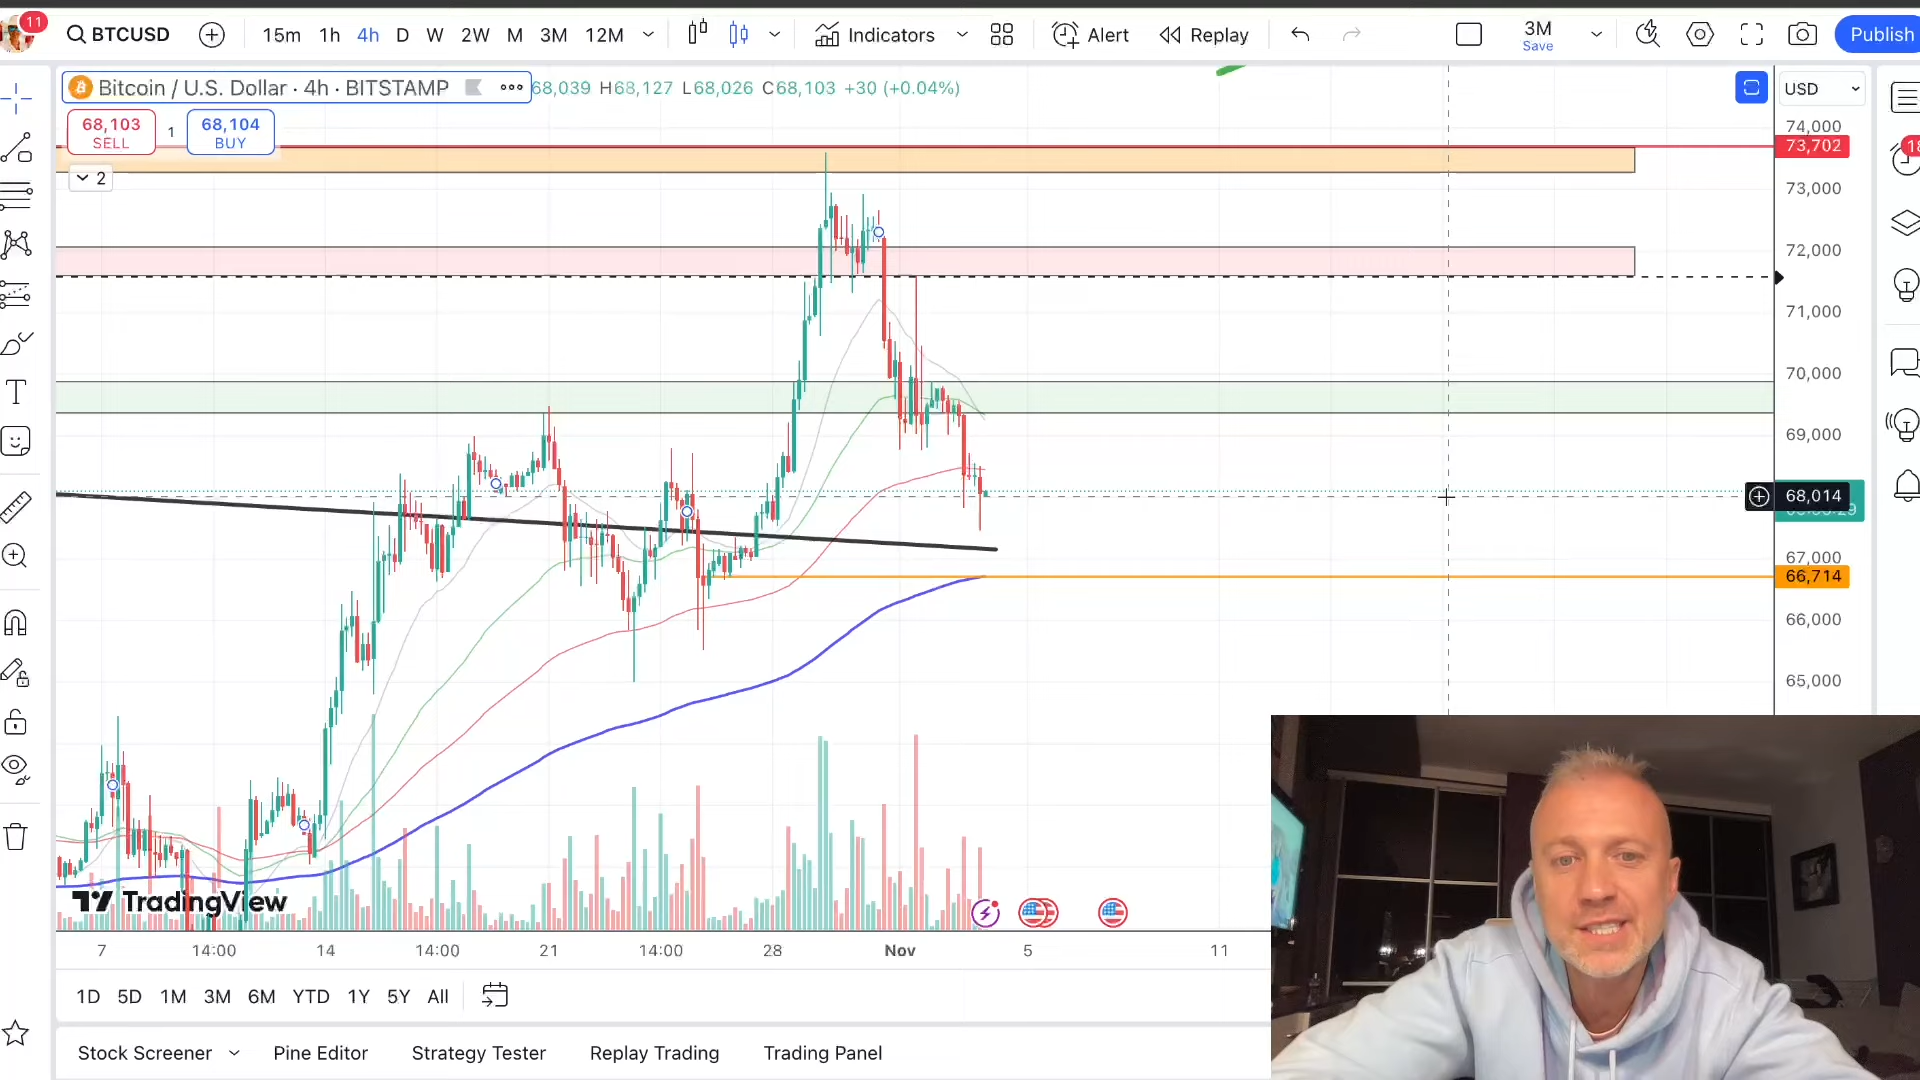 11
BTCUSD
15m 1h 4h D W 2W M 3M 12M
Indicators
Alert
Replay
3M
Save
Publish
Bitcoin / U.S. Dollar · 4h · BITSTAMP
68,039 H68,127 L68,026 C68,103 +30 (+0.04%)
USD
68,103
SELL
1
68,104
BUY
2
74,000
73,702
73,000
72,000
71,000
70,000
69,000
68,014
67,000
66,714
66,000
65,000
18
TradingView
7 14:00 14 14:00 21 14:00 28 Nov 5 11
1D 5D 1M 3M 6M YTD 1Y 5Y All
Stock Screener Pine Editor Strategy Tester Replay Trading Trading Panel